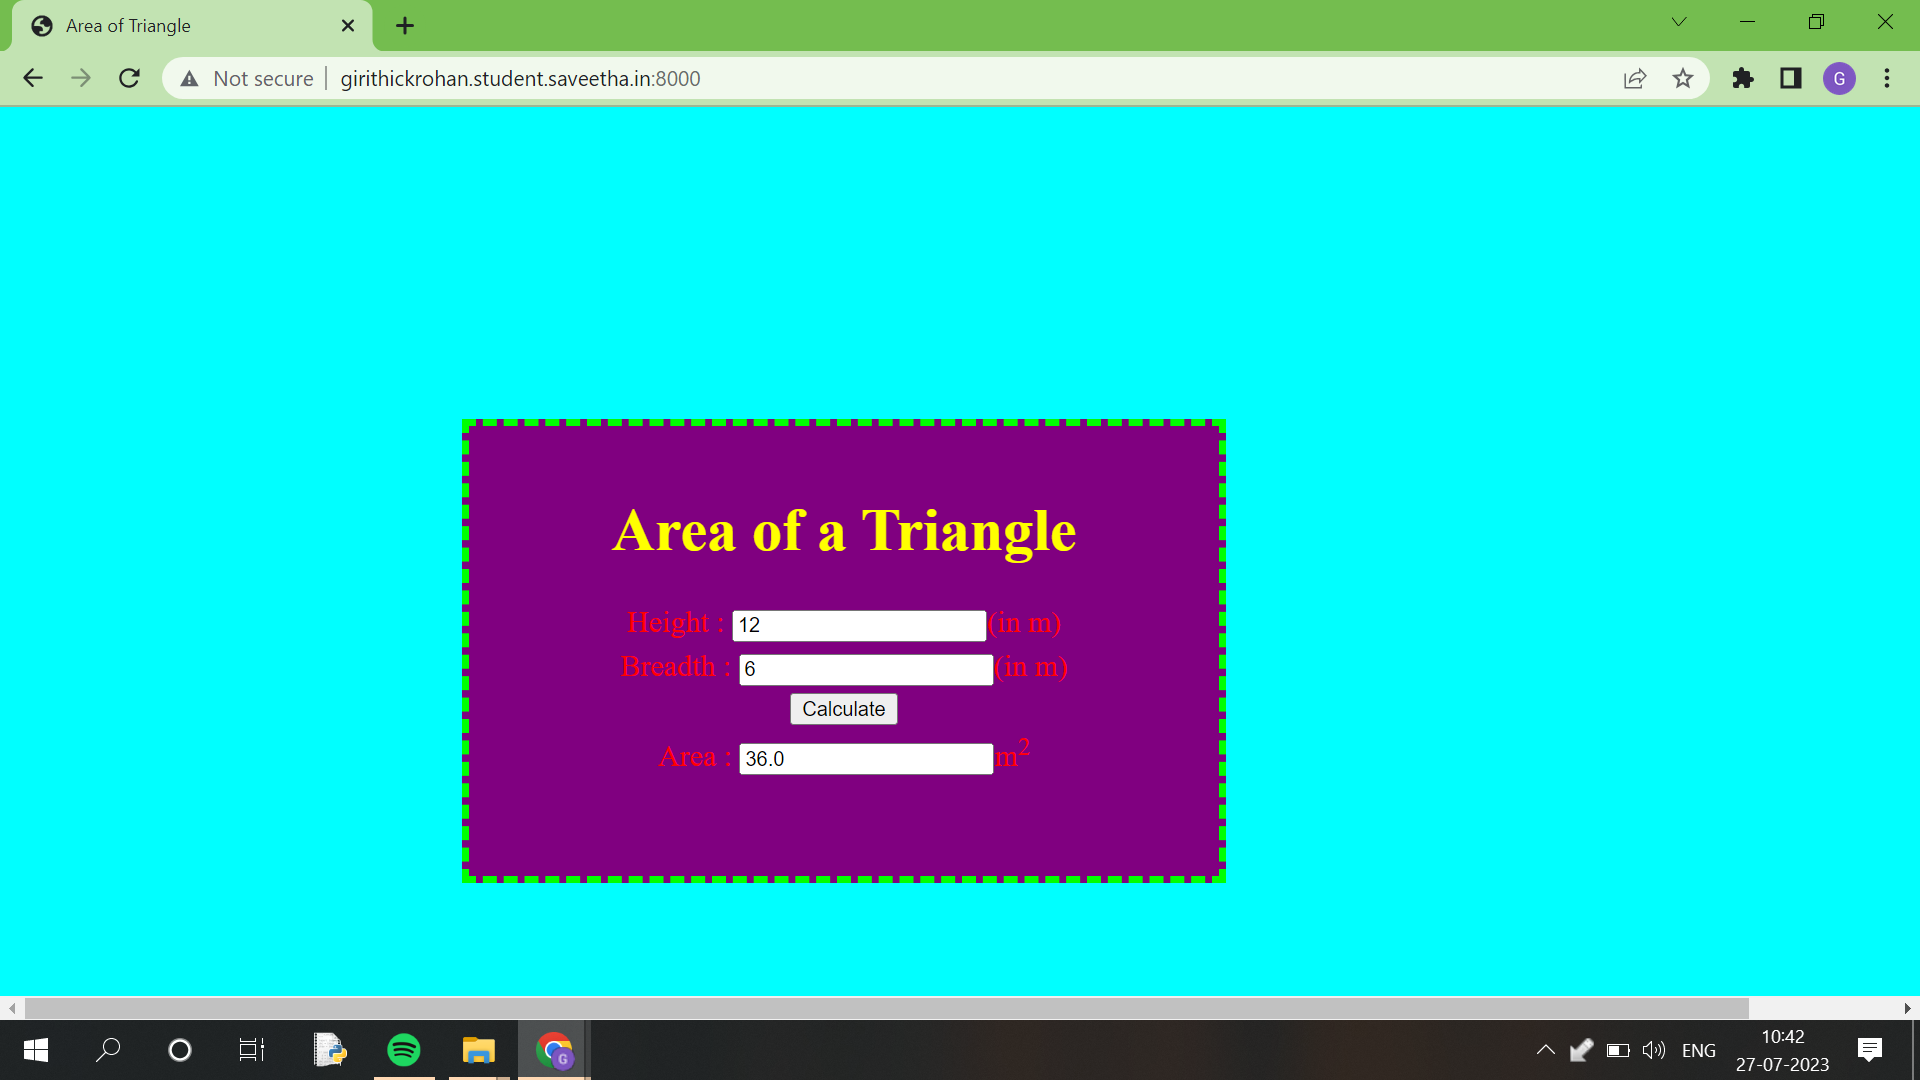 Area of Triangle
Not secure girithickrohan.student.saveetha.in:8000
G
Area of a Triangle
Height : 12 (in m)
Breadth : 6 (in m)
Calculate
Area : 36.0 m²
G
ENG
10:42
27-07-2023